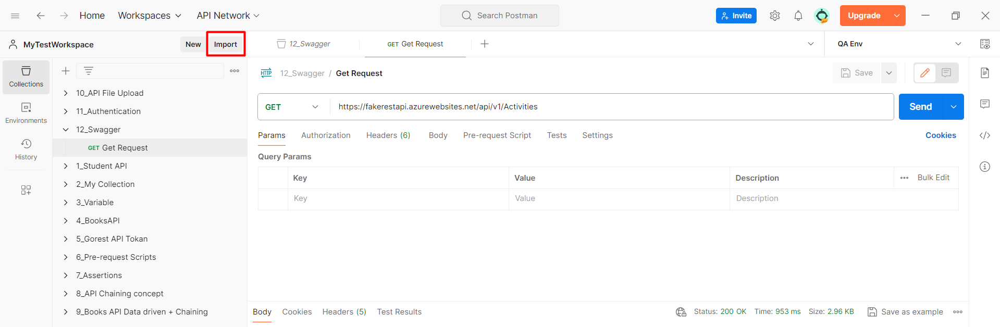 Home Workspaces API Network Search Postman Invite Upgrade
MyTestWorkspace New Import 12_Swagger GET Get Request QA Env
Collections
Environments
History
10_API File Upload
11_Authentication
12_Swagger
GET Get Request
1_Student API
2_My Collection
3_Variable
4_BooksAPI
5_Gorest API Tokan
6_Pre-request Scripts
7_Assertions
8_API Chaining concept
9_Books API Data driven + Chaining
HTTP 12_Swagger / Get Request Save
GET https://fakerestapi.azurewebsites.net/api/v1/Activities Send
Params Authorization Headers (6) Body Pre-request Script Tests Settings Cookies
Query Params
Key Value Description Bulk Edit
Key Value Description
Body Cookies Headers (5) Test Results Status: 200 OK Time: 953 ms Size: 2.96 KB Save as example